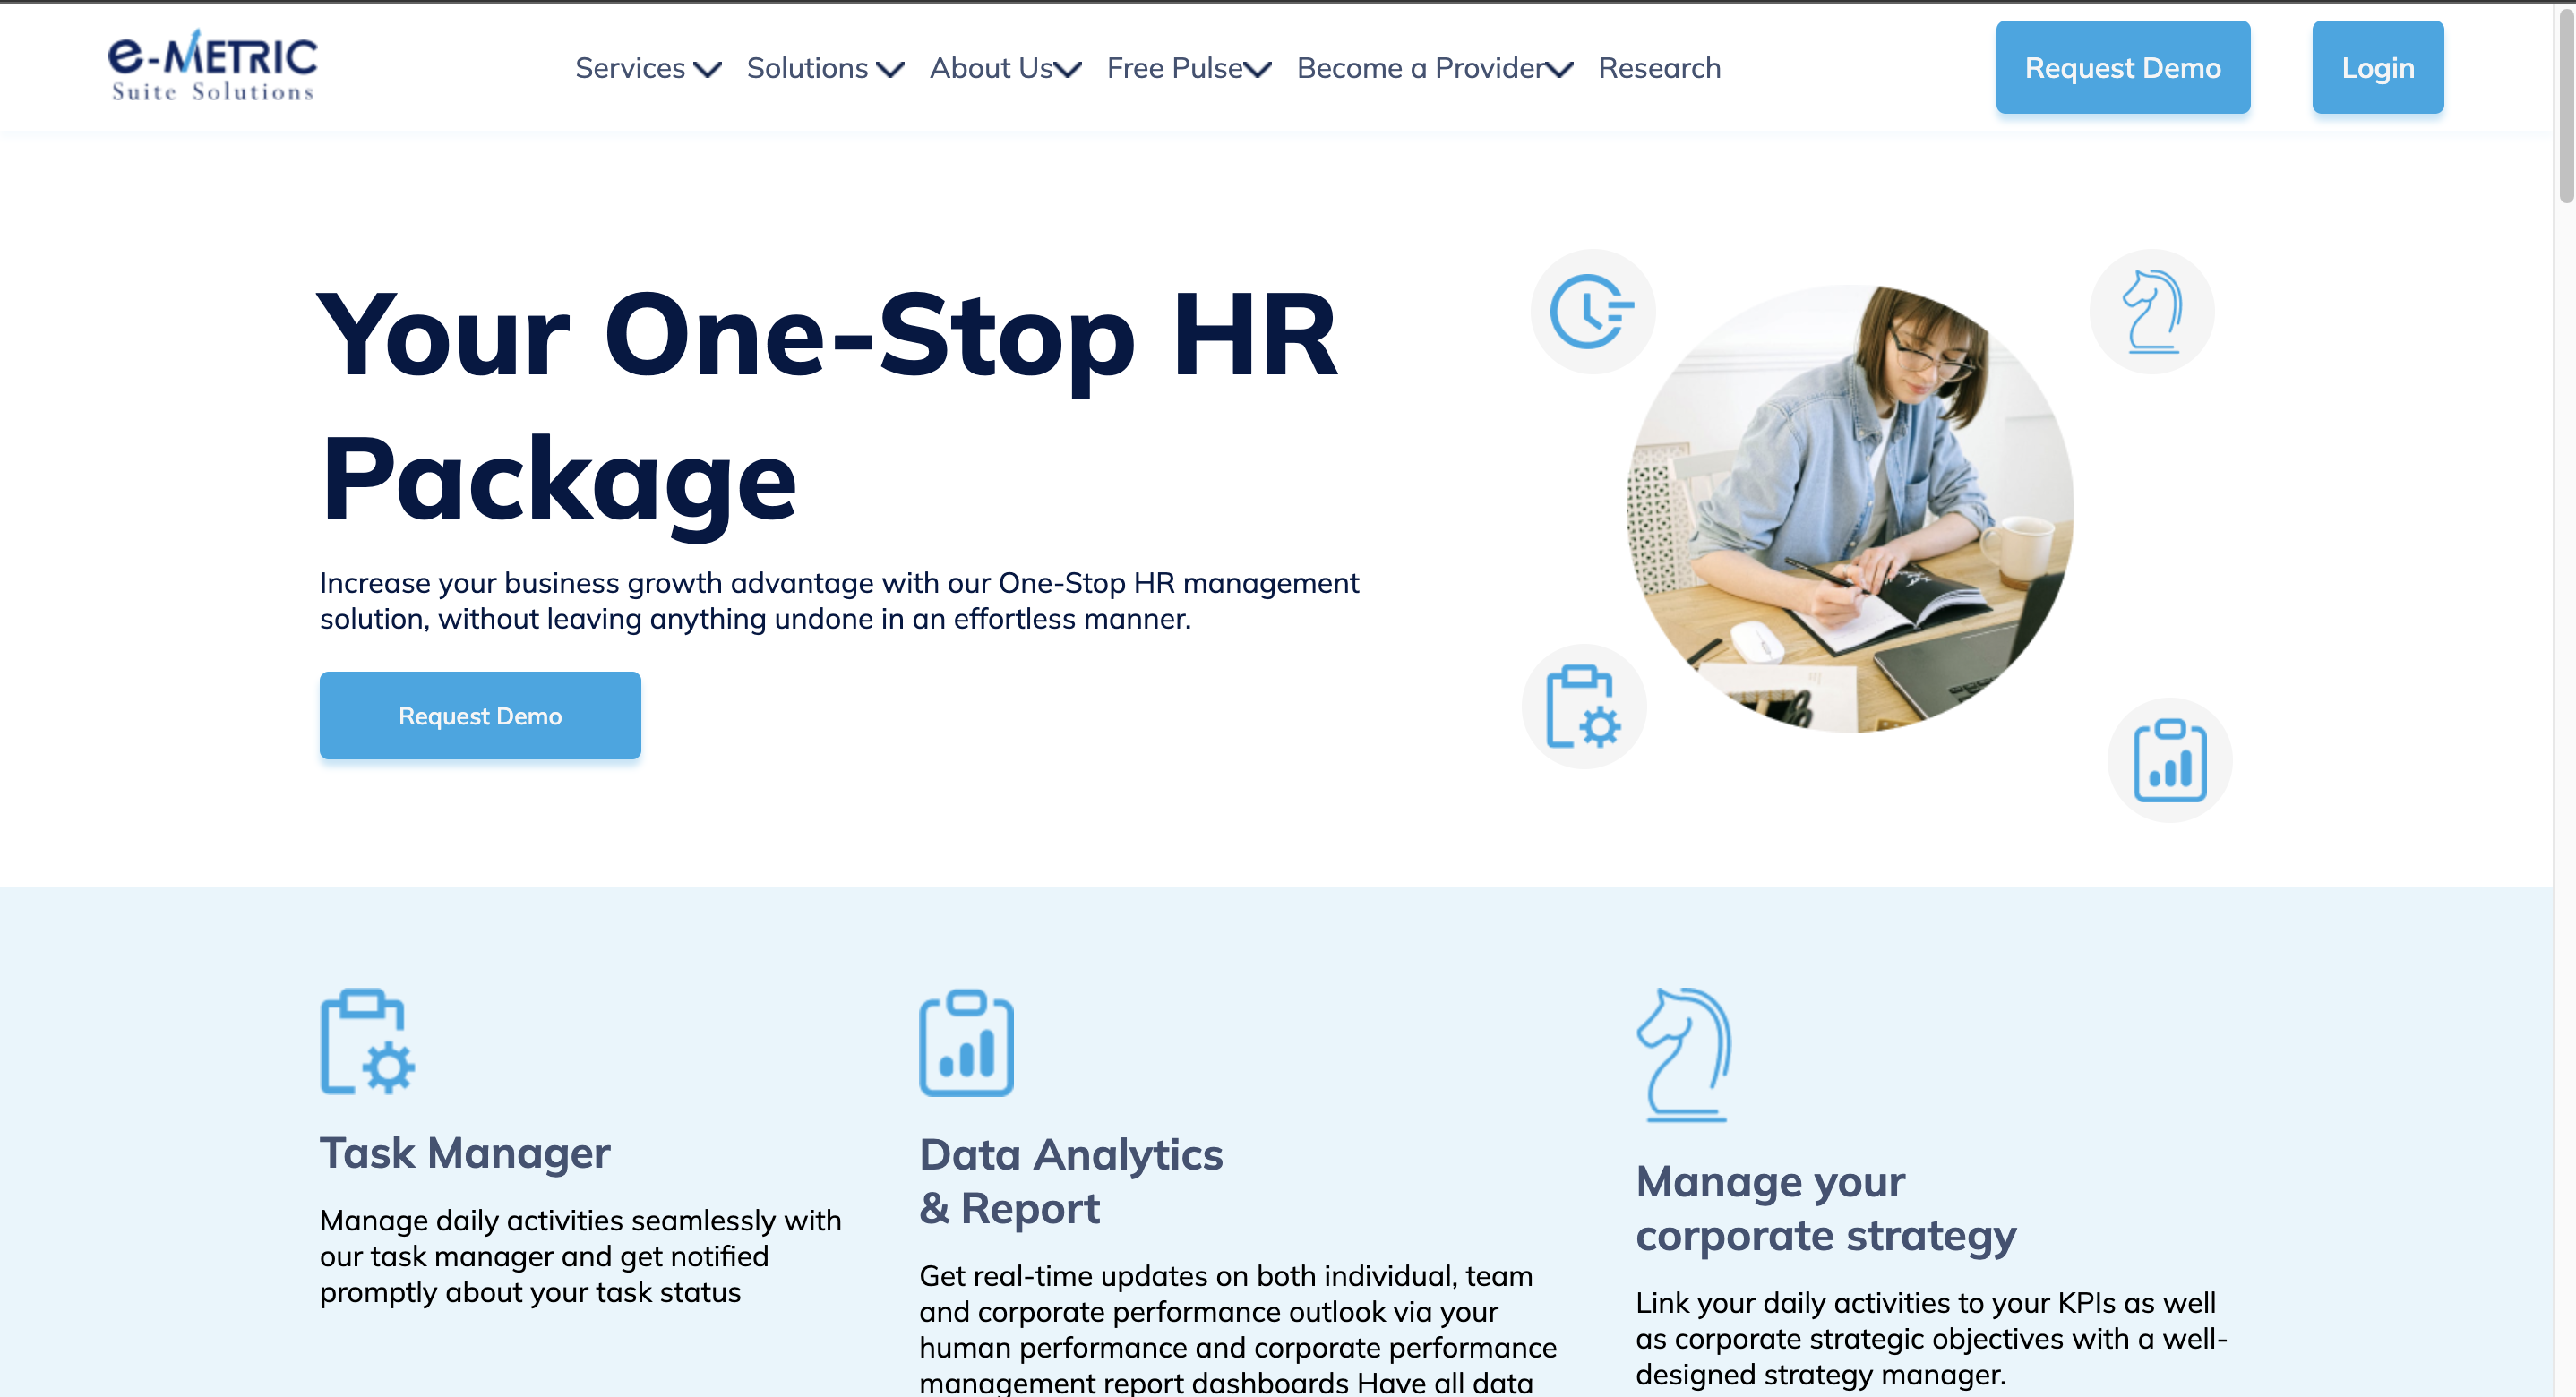 e-METRIC
Suite Solutions
Services
Solutions
About Us
Free Pulse
Become a Provider
Research
Request Demo
Login
Your One-Stop HR
Package
Increase your business growth advantage with our One-Stop HR management
solution, without leaving anything undone in an effortless manner.
Request Demo
Task Manager
Manage daily activities seamlessly with
our task manager and get notified
promptly about your task status
Data Analytics
& Report
Get real-time updates on both individual, team
and corporate performance outlook via your
human performance and corporate performance
management report dashboards Have all data
Manage your
corporate strategy
Link your daily activities to your KPIs as well
as corporate strategic objectives with a well-
designed strategy manager.